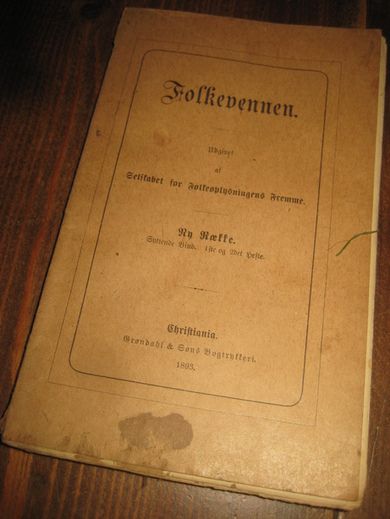 Folkevennen.
Udgivet
af
Selskabet for Folkeoplysningens Fremme.
Ny Række.
Syttende Bind. 1ste og 2det Hefte.
Christiania.
Grøndahl & Søns Bogtrykkeri.
1893.